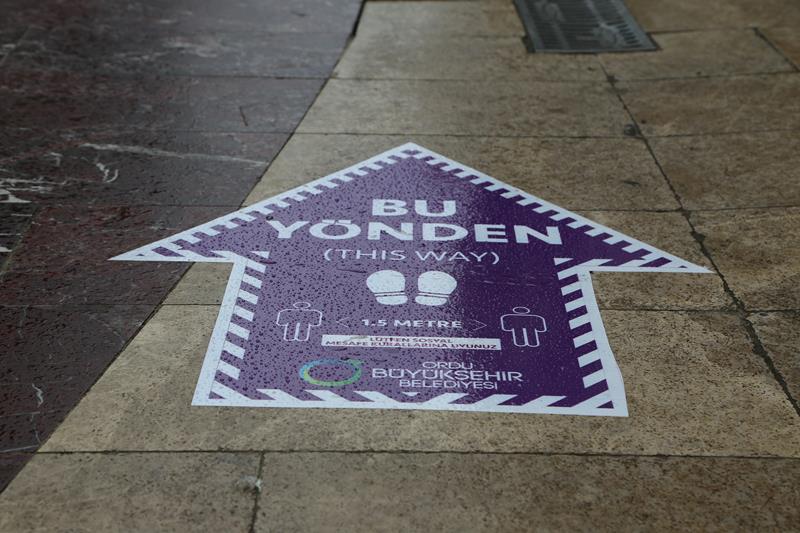 BU
YÖNDEN
(THIS WAY)
1.5 METRE
LÜTFEN SOSYAL
MESAFE KURALLARINA UYUNUZ
ORDU
BÜYÜKŞEHİR
BELEDİYESİ